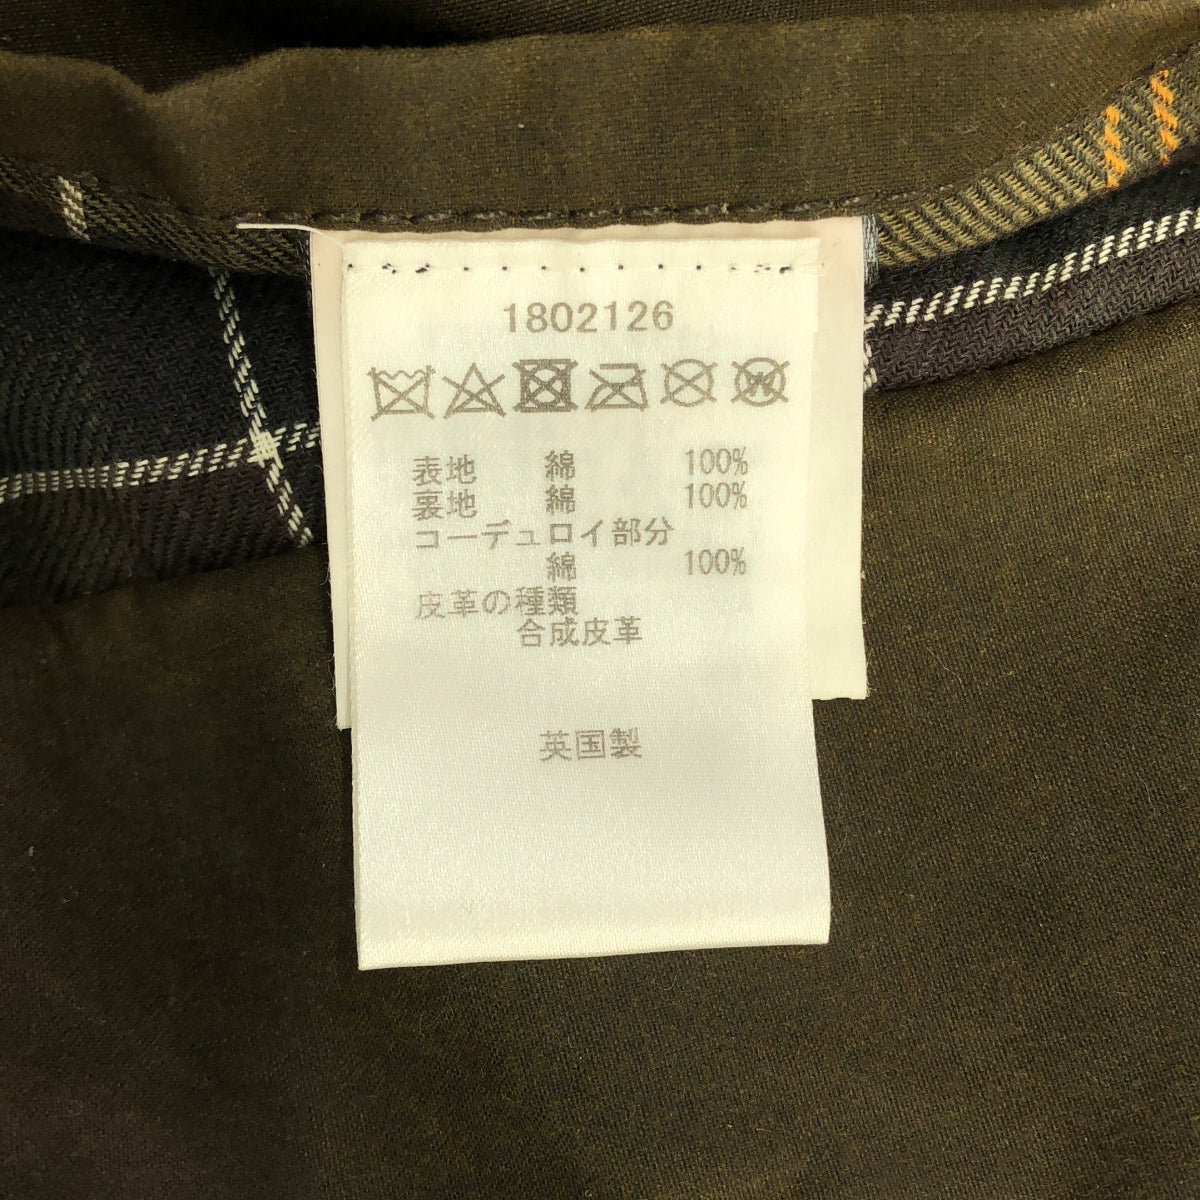 1802126
表地 綿 100%
裏地 綿 100%
コーデュロイ部分
綿 100%
皮革の種類
合成皮革
英国製